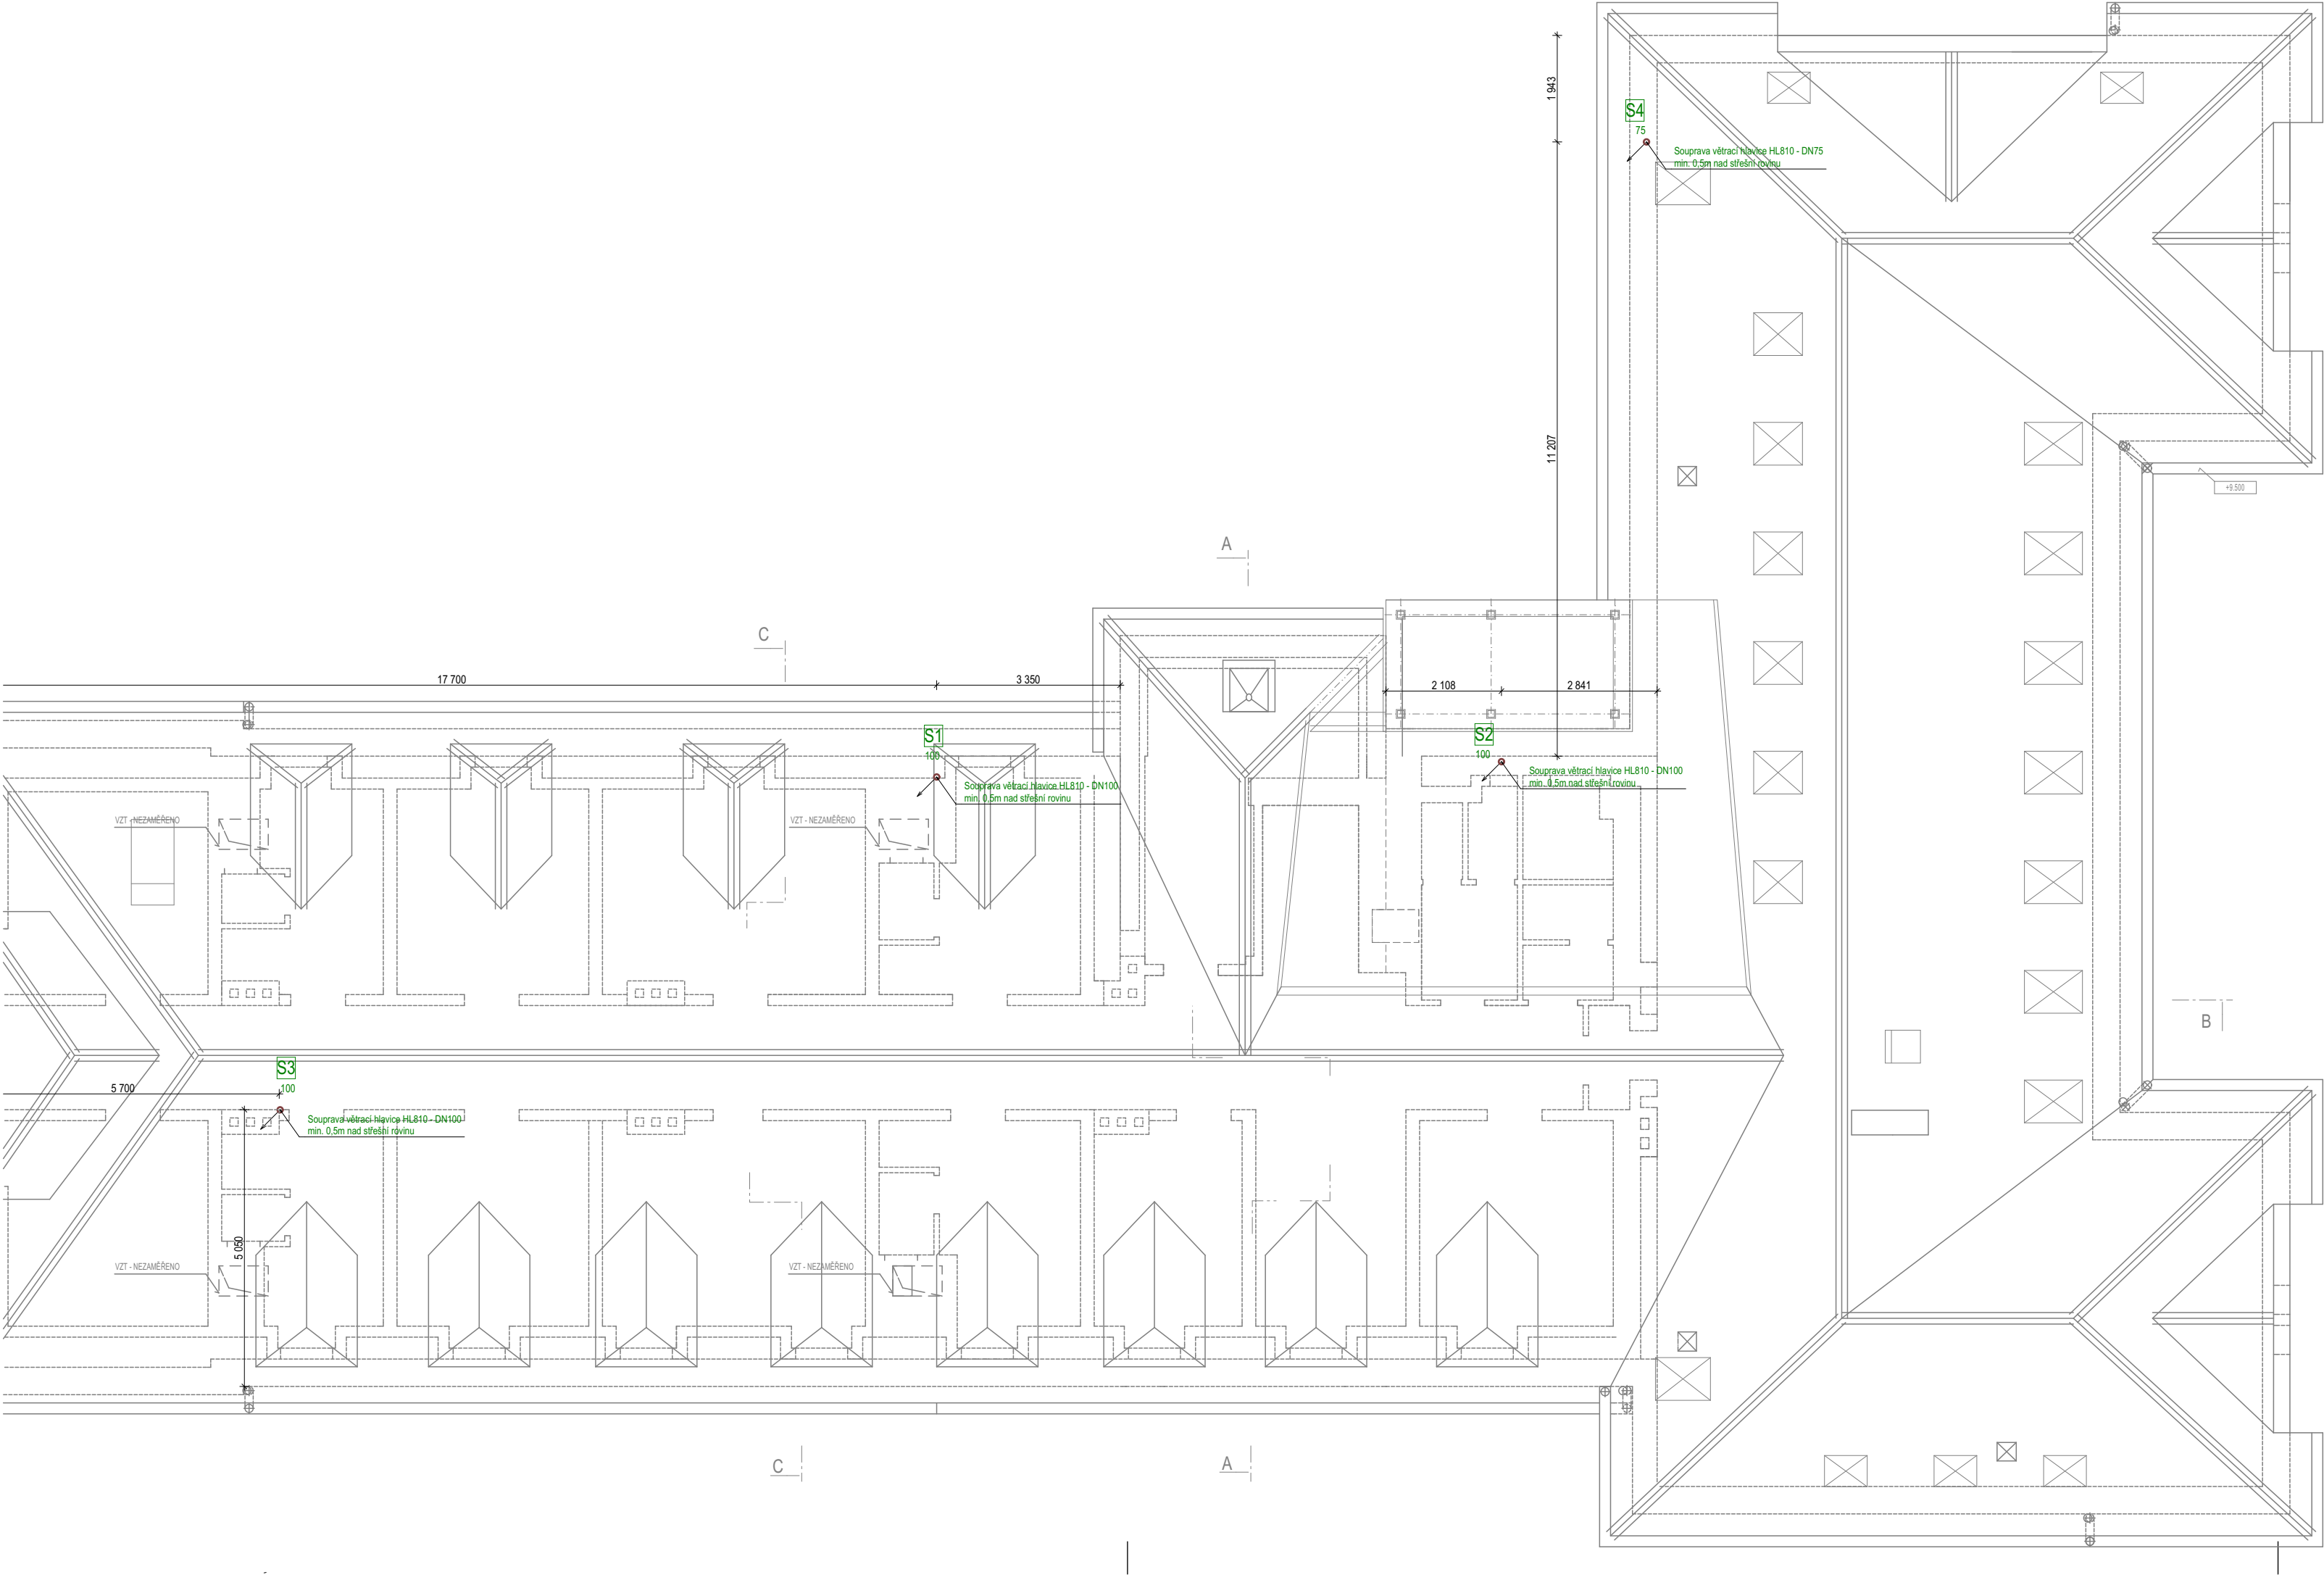 1 943
S4
75
Souprava větrací hlavice HL810 - DN75
min. 0,5m nad střešní rovinu
11 207
+9.500
A
C
17 700
3 350
2 108
2 841
S1
100
Souprava větrací hlavice HL810 - DN100
min. 0,5m nad střešní rovinu
S2
100
Souprava větrací hlavice HL810 - DN100
min. 0,5m nad střešní rovinu
VZT - NEZAMĚŘENO
VZT - NEZAMĚŘENO
B
S3
100
5 700
Souprava větrací hlavice HL810 - DN100
min. 0,5m nad střešní rovinu
5 050
VZT - NEZAMĚŘENO
VZT - NEZAMĚŘENO
C
A